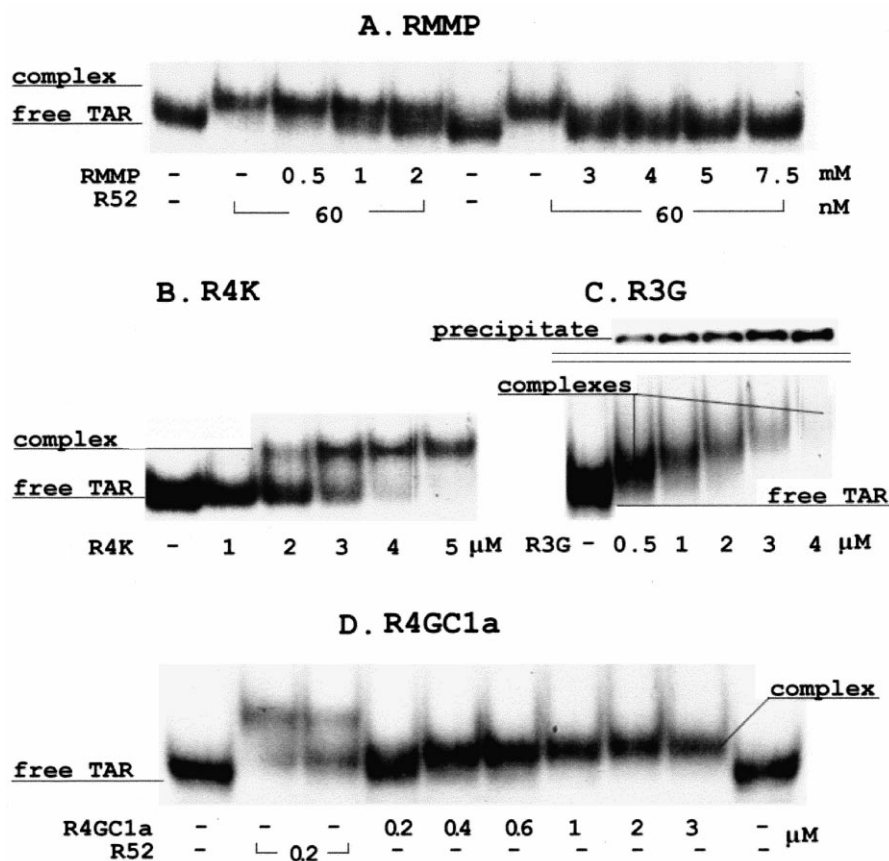 A. RMMP
complex
free TAR
- - 0.5 1 2 - - 3 4 5 7.5 mM
RMMP
R52 - 60 - 60 nM
B. R4K
C. R3G
precipitate
complexes
complex
free TAR
free TAR
R4K - 1 2 3 4 5 μM
R3G - 0.5 1 2 3 4 μM
D. R4GC1a
complex
free TAR
R4GC1a - - - 0.2 0.4 0.6 1 2 3 - μM
R52 - 0.2 - - - - - - -